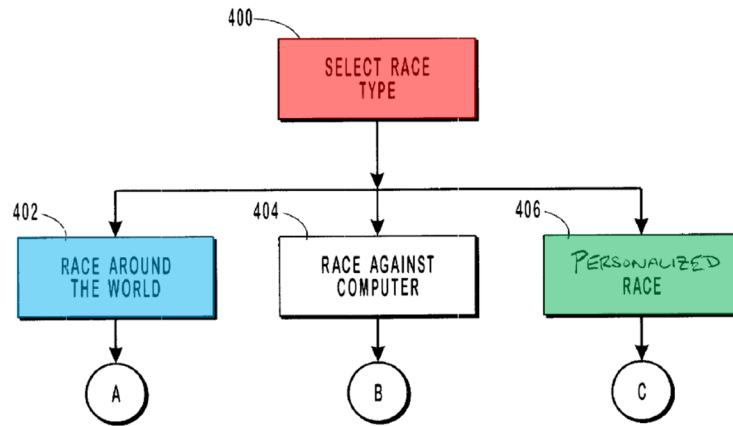 400
SELECT RACE
TYPE
402
404
406
RACE AROUND
THE WORLD
RACE AGAINST
COMPUTER
PERSONALIZED
RACE
A
B
C